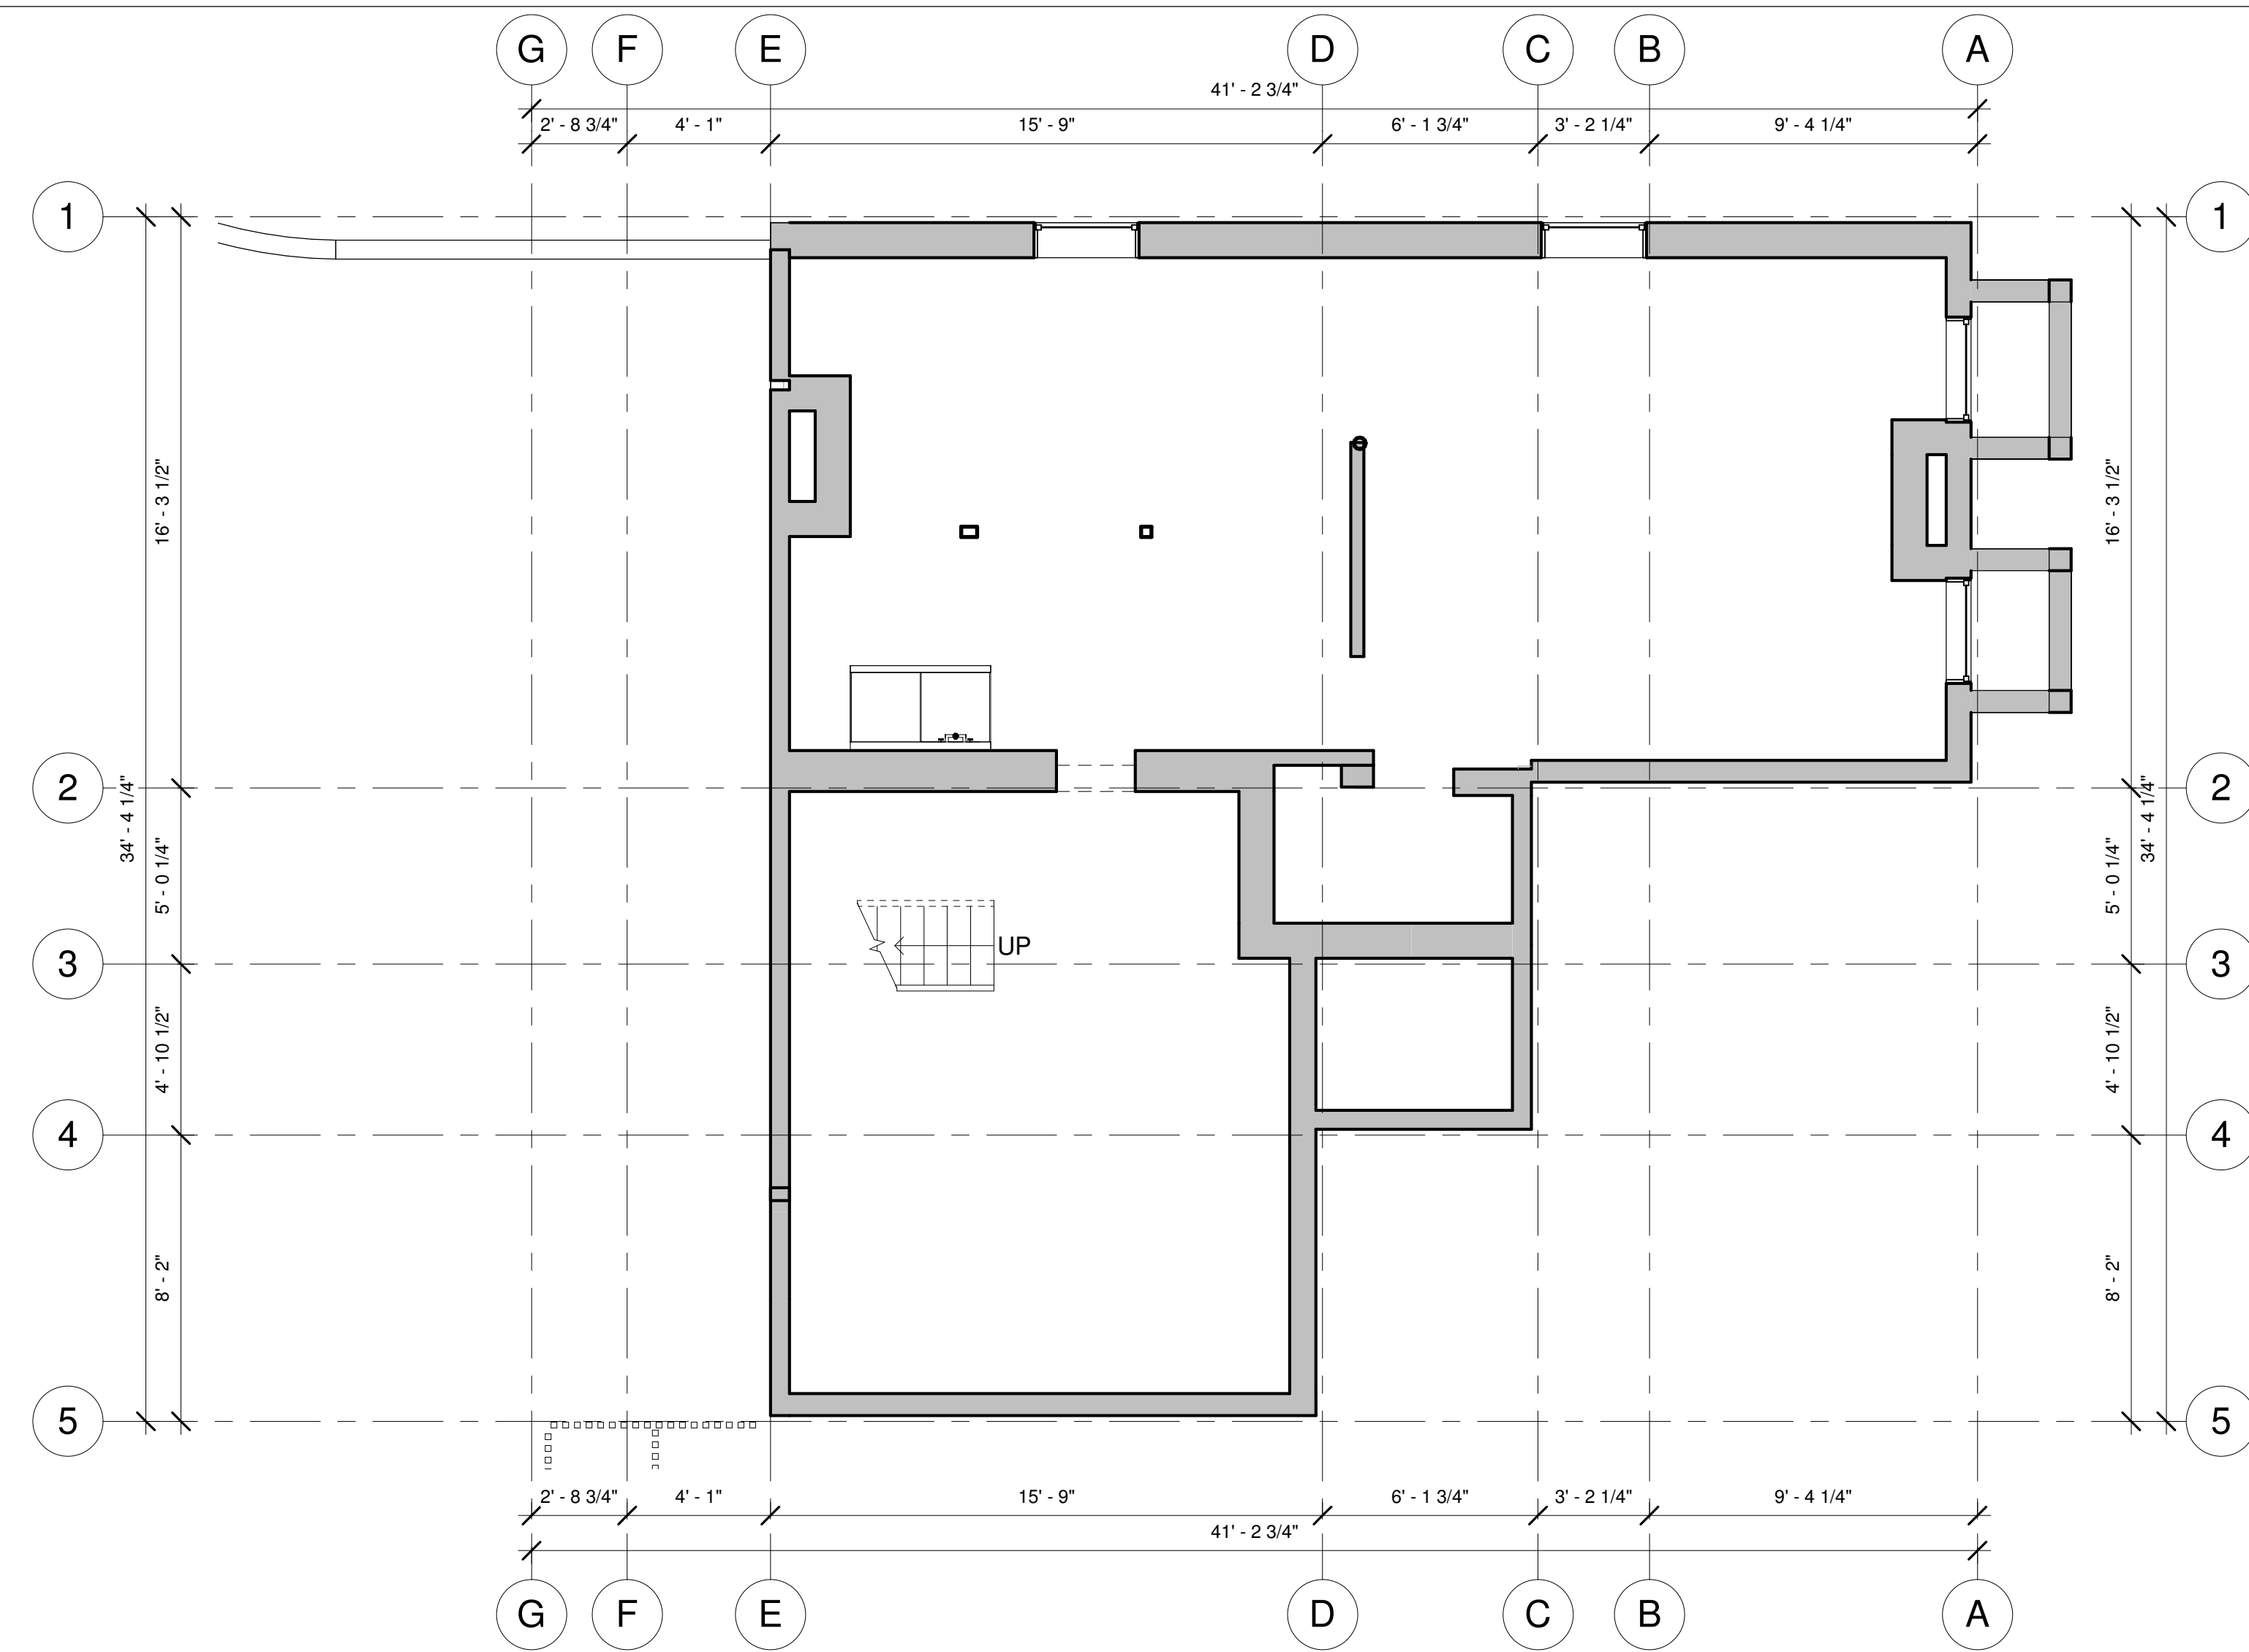 G F E D C B A
41' - 2 3/4"
2' - 8 3/4" 4' - 1" 15' - 9" 6' - 1 3/4" 3' - 2 1/4" 9' - 4 1/4"
1 1
16' - 3 1/2" 16' - 3 1/2"
2 2
34' - 4 1/4" 34' - 4 1/4"
5' - 0 1/4" 5' - 0 1/4"
UP
3 3
4' - 10 1/2" 4' - 10 1/2"
4 4
8' - 2" 8' - 2"
5 5
2' - 8 3/4" 4' - 1" 15' - 9" 6' - 1 3/4" 3' - 2 1/4" 9' - 4 1/4"
41' - 2 3/4"
G F E D C B A